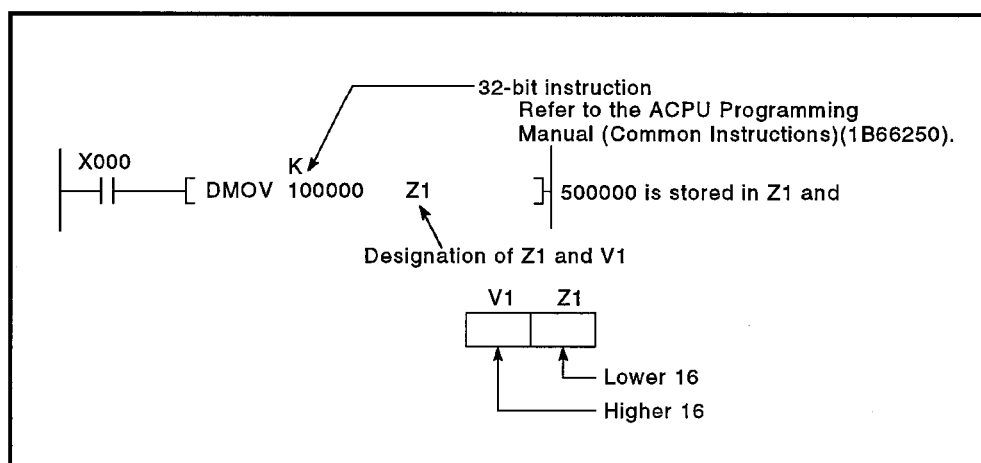 32-bit instruction
Refer to the ACPU Programming
Manual (Common Instructions)(1B66250).
X000
K
DMOV 100000 Z1
500000 is stored in Z1 and
Designation of Z1 and V1
V1 Z1
Lower 16
Higher 16